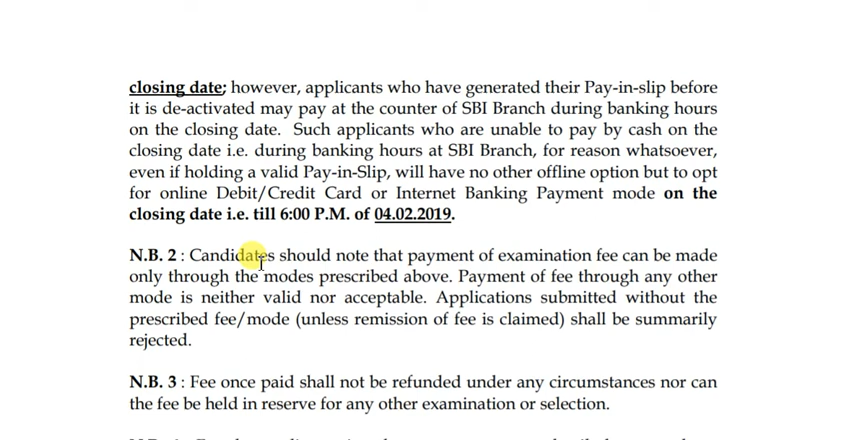 closing date; however, applicants who have generated their Pay-in-slip before
it is de-activated may pay at the counter of SBI Branch during banking hours
on the closing date. Such applicants who are unable to pay by cash on the
closing date i.e. during banking hours at SBI Branch, for reason whatsoever,
even if holding a valid Pay-in-Slip, will have no other offline option but to opt
for online Debit/Credit Card or Internet Banking Payment mode on the
closing date i.e. till 6:00 P.M. of 04.02.2019.
N.B. 2 : Candidates should note that payment of examination fee can be made
only through the modes prescribed above. Payment of fee through any other
mode is neither valid nor acceptable. Applications submitted without the
prescribed fee/mode (unless remission of fee is claimed) shall be summarily
rejected.
N.B. 3 : Fee once paid shall not be refunded under any circumstances nor can
the fee be held in reserve for any other examination or selection.